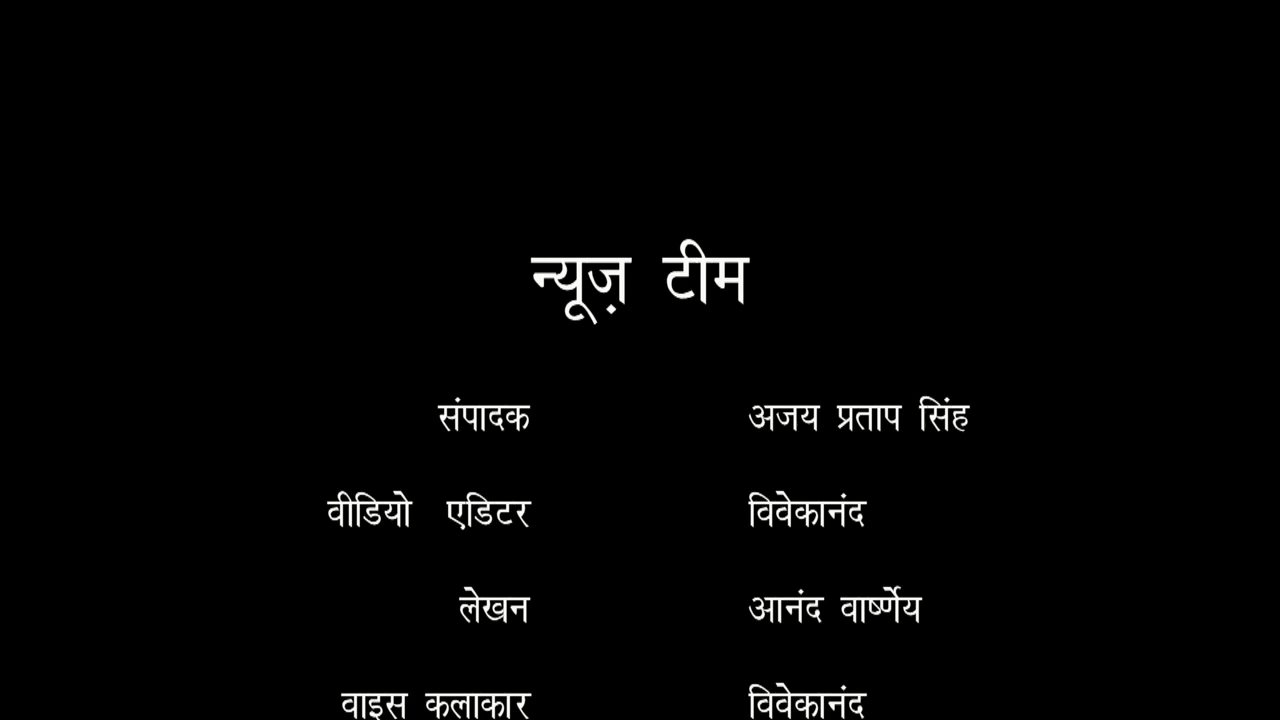 न्यूज़ टीम
संपादक अजय प्रताप सिंह
वीडियो एडिटर विवेकानंद
लेखन आनंद वार्ष्णेय
वाइस कलाकार विवेकानंद